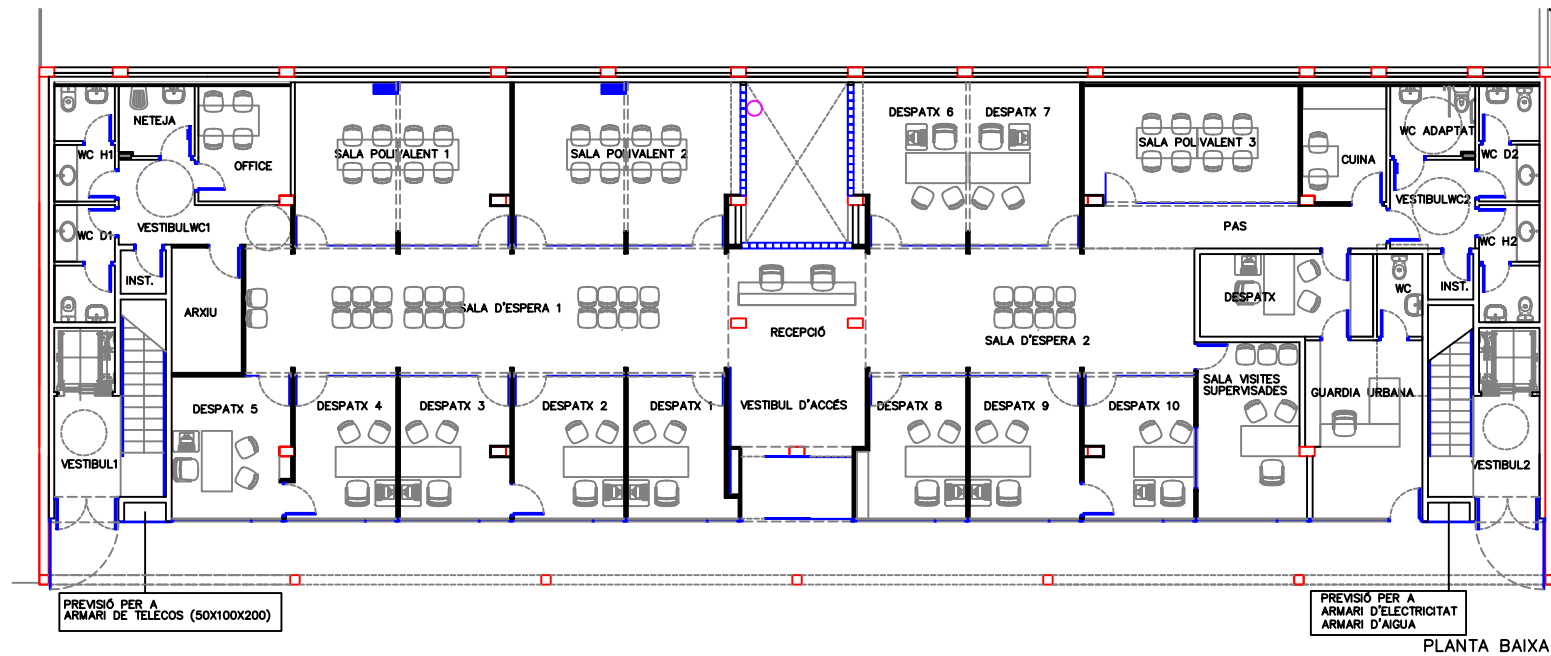 DESPATX 6
DESPATX 7
NETEJA
WC ADAPTAT
SALA POLIVALENT 1
SALA POLIVALENT 2
SALA POLIVALENT 3
WC H1
OFFICE
CUINA
WC D2
VESTIBULWC1
VESTIBULWC2
WC D1
PAS
WC H2
INST.
ARXIU
SALA D'ESPERA 1
RECEPCIÓ
SALA D'ESPERA 2
DESPATX
WC
INST.
DESPATX 5
DESPATX 4
DESPATX 3
DESPATX 2
DESPATX 1
VESTIBUL D'ACCÉS
DESPATX 8
DESPATX 9
DESPATX 10
SALA VISITES
SUPERVISADES
GUARDIA URBANA
VESTIBUL1
VESTIBUL2
PREVISIÓ PER A
ARMARI DE TELECOS (50X100X200)
PREVISIÓ PER A
ARMARI D'ELECTRICITAT
ARMARI D'AIGUA
PLANTA BAIXA